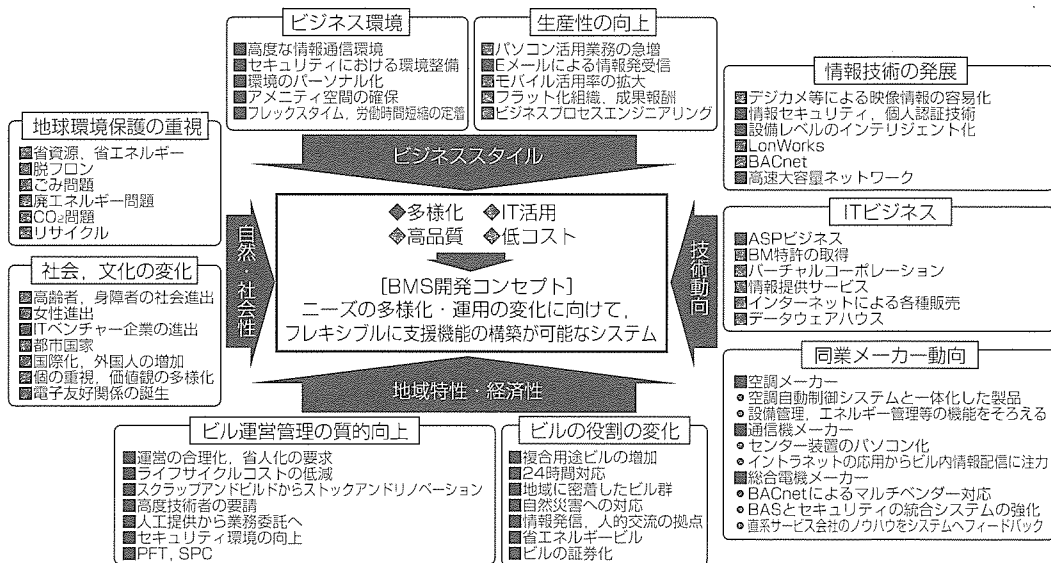 ビジネス環境
■高度な情報通信環境
■セキュリティにおける環境整備
■環境のパーソナル化
■アメニティ空間の確保
■フレックスタイム，労働時間短縮の定着
生産性の向上
■パソコン活用業務の急増
■Eメールによる情報発受信
■モバイル活用率の拡大
■フラット化組織，成果報酬
■ビジネスプロセスエンジニアリング
情報技術の発展
■デジカメ等による映像情報の容易化
■情報セキュリティ，個人認証技術
■設備レベルのインテリジェント化
■LonWorks
■BACnet
■高速大容量ネットワーク
地球環境保護の重視
■省資源，省エネルギー
■脱フロン
■ごみ問題
■廃エネルギー問題
■CO₂問題
■リサイクル
ビジネススタイル
自然・社会性
◆多様化 ◆IT活用
◆高品質 ◆低コスト
[BMS開発コンセプト]
ニーズの多様化・運用の変化に向けて，
フレキシブルに支援機能の構築が可能なシステム
技術動向
ITビジネス
■ASPビジネス
■BM特許の取得
■バーチャルコーポレーション
■情報提供サービス
■インターネットによる各種販売
■データウェアハウス
社会，文化の変化
■高齢者，身障者の社会進出
■女性進出
■ITベンチャー企業の進出
■都市国家
■国際化，外国人の増加
■個の重視，価値観の多様化
■電子友好関係の誕生
地域特性・経済性
同業メーカー動向
■空調メーカー
●空調自動制御システムと一体化した製品
●設備管理，エネルギー管理等の機能をそろえる
■通信機メーカー
●センター装置のパソコン化
●イントラネットの応用からビル内情報配信に注力
■総合電機メーカー
●BACnetによるマルチベンダー対応
●BASとセキュリティの統合システムの強化
●直系サービス会社のノウハウをシステムへフィードバック
ビル運営管理の質的向上
■運営の合理化，省人化の要求
■ライフサイクルコストの低減
■スクラップアンドビルドからストックアンドリノベーション
■高度技術者の要請
■人工提供から業務委託へ
■セキュリティ環境の向上
■PFT, SPC
ビルの役割の変化
■複合用途ビルの増加
■24時間対応
■地域に密着したビル群
■自然災害への対応
■情報発信，人的交流の拠点
■省エネルギービル
■ビルの証券化